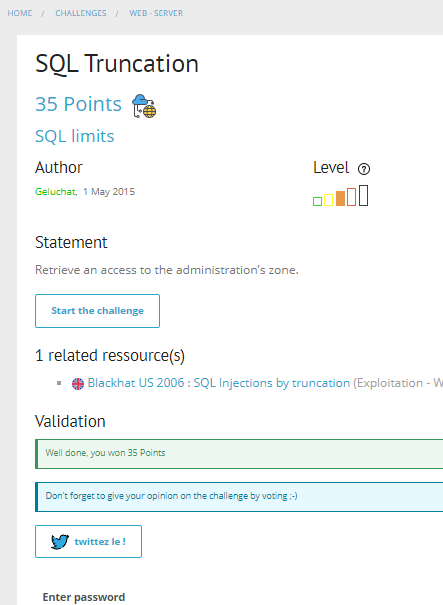 HOME / CHALLENGES / WEB - SERVER
SQL Truncation
35 Points
SQL limits
Author
Level ?
Geluchat, 1 May 2015
Statement
Retrieve an access to the administration's zone.
Start the challenge
1 related ressource(s)
Blackhat US 2006 : SQL Injections by truncation (Exploitation - W
Validation
Well done, you won 35 Points
Don't forget to give your opinion on the challenge by voting ;-)
twittez le !
Enter password